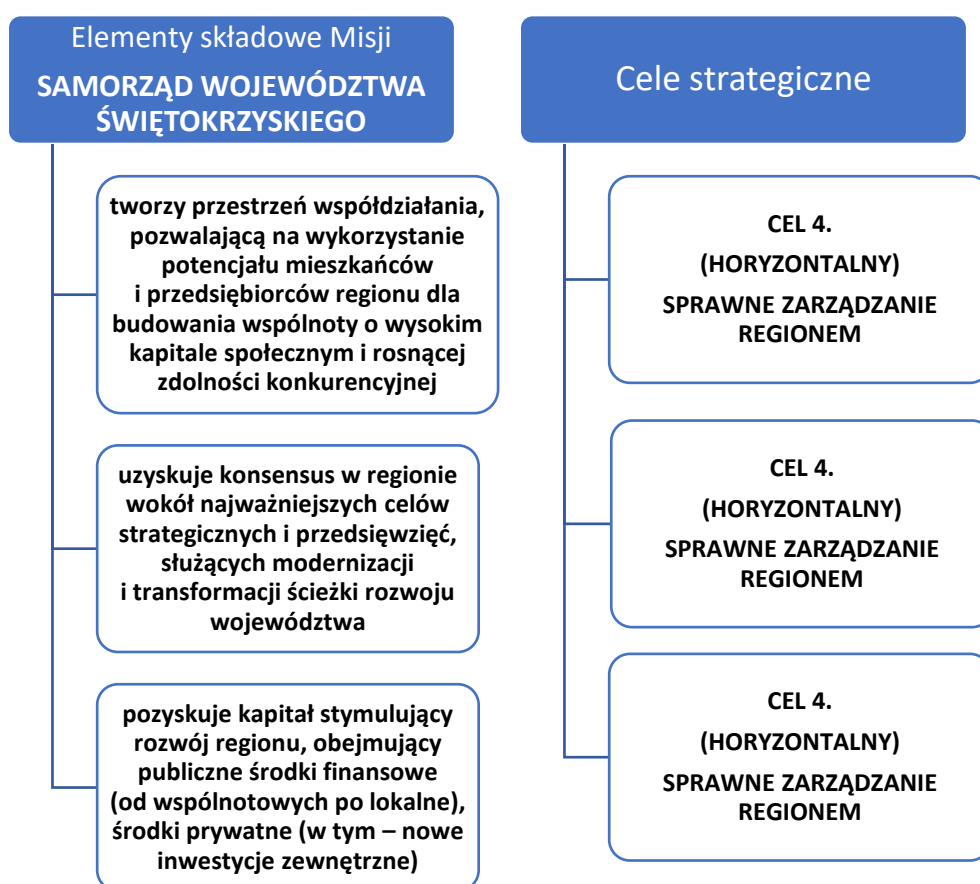 Elementy składowe Misji
SAMORZĄD WOJEWÓDZTWA
ŚWIĘTOKRZYSKIEGO
tworzy przestrzeń współdziałania,
pozwalającą na wykorzystanie
potencjału mieszkańców
i przedsiębiorców regionu dla
budowania wspólnoty o wysokim
kapitale społecznym i rosnącej
zdolności konkurencyjnej
uzyskuje konsensus w regionie
wokół najważniejszych celów
strategicznych i przedsięwzięć,
służących modernizacji
i transformacji ścieżki rozwoju
województwa
pozyskuje kapitał stymulujący
rozwój regionu, obejmujący
publiczne środki finansowe
(od wspólnotowych po lokalne),
środki prywatne (w tym – nowe
inwestycje zewnętrzne)
Cele strategiczne
CEL 4.
(HORYZONTALNY)
SPRAWNE ZARZĄDZANIE
REGIONEM
CEL 4.
(HORYZONTALNY)
SPRAWNE ZARZĄDZANIE
REGIONEM
CEL 4.
(HORYZONTALNY)
SPRAWNE ZARZĄDZANIE
REGIONEM